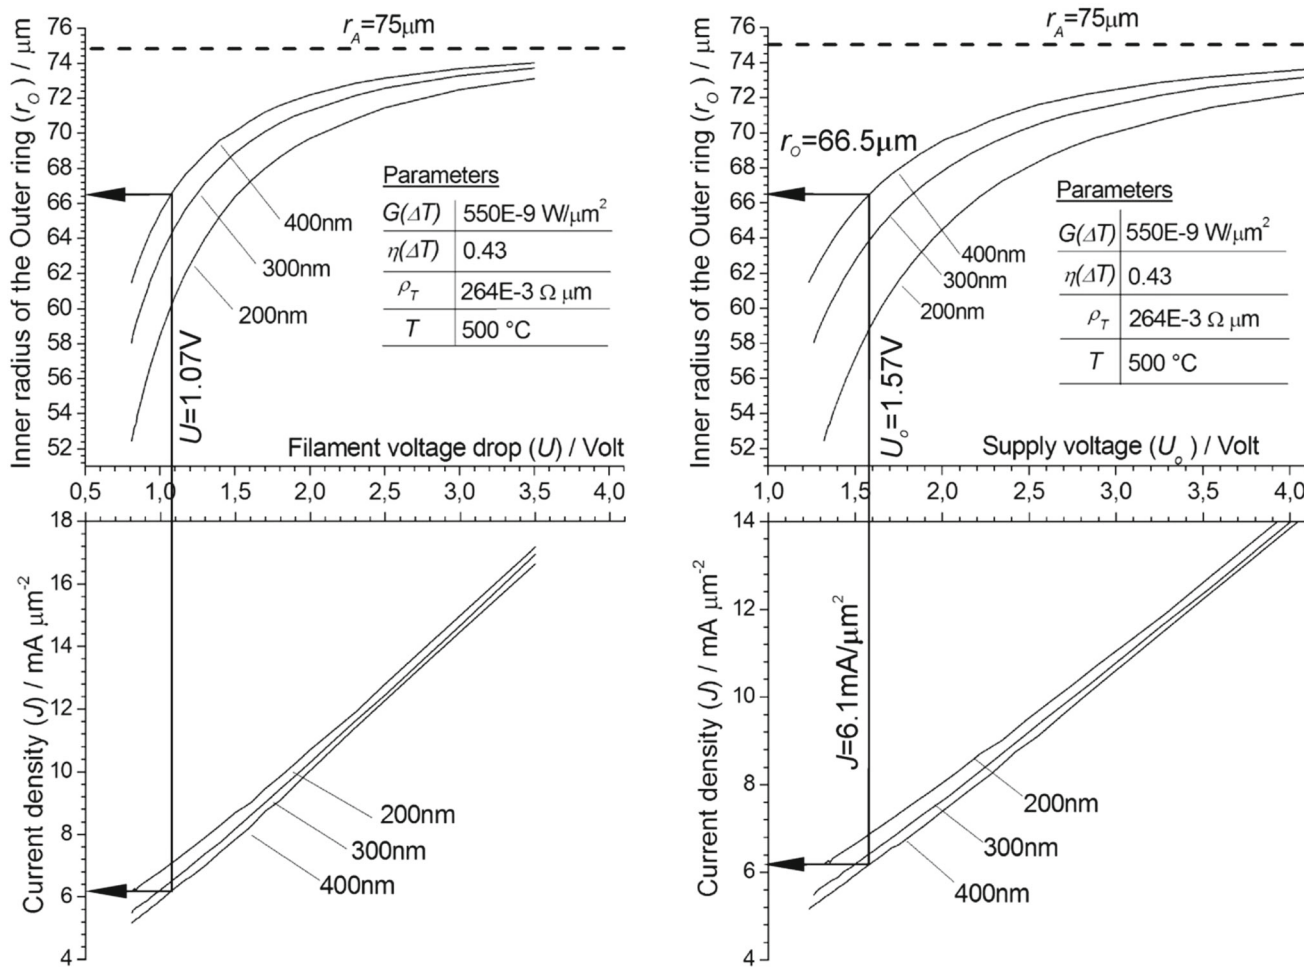 r_A=75µm
Inner radius of the Outer ring (r_O) / µm
76
74
72
70
68
66
64
62
60
58
56
54
52
400nm
300nm
200nm
Parameters
G(ΔT) 550E-9 W/µm²
η(ΔT) 0.43
ρ_T 264E-3 Ω µm
T 500 °C
U=1.07V
Filament voltage drop (U) / Volt
0,5 1,0 1,5 2,0 2,5 3,0 3,5 4,0
Current density (J) / mA µm⁻²
18
16
14
12
10
8
6
4
200nm
300nm
400nm
r_A=75µm
Inner radius of the Outer ring (r_O) / µm
76
74
72
70
68
66
64
62
60
58
56
54
52
r_O=66.5µm
400nm
300nm
200nm
Parameters
G(ΔT) 550E-9 W/µm²
η(ΔT) 0.43
ρ_T 264E-3 Ω µm
T 500 °C
U_o=1.57V
Supply voltage (U_o) / Volt
1,0 1,5 2,0 2,5 3,0 3,5 4,0
Current density (J) / mA µm⁻²
14
12
10
8
6
4
J=6.1mA/µm²
200nm
300nm
400nm